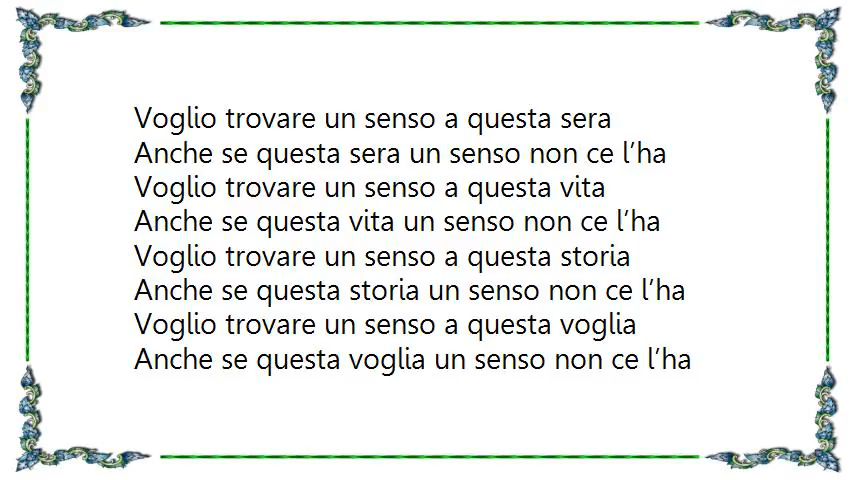 Voglio trovare un senso a questa sera
Anche se questa sera un senso non ce l’ha
Voglio trovare un senso a questa vita
Anche se questa vita un senso non ce l’ha
Voglio trovare un senso a questa storia
Anche se questa storia un senso non ce l’ha
Voglio trovare un senso a questa voglia
Anche se questa voglia un senso non ce l’ha